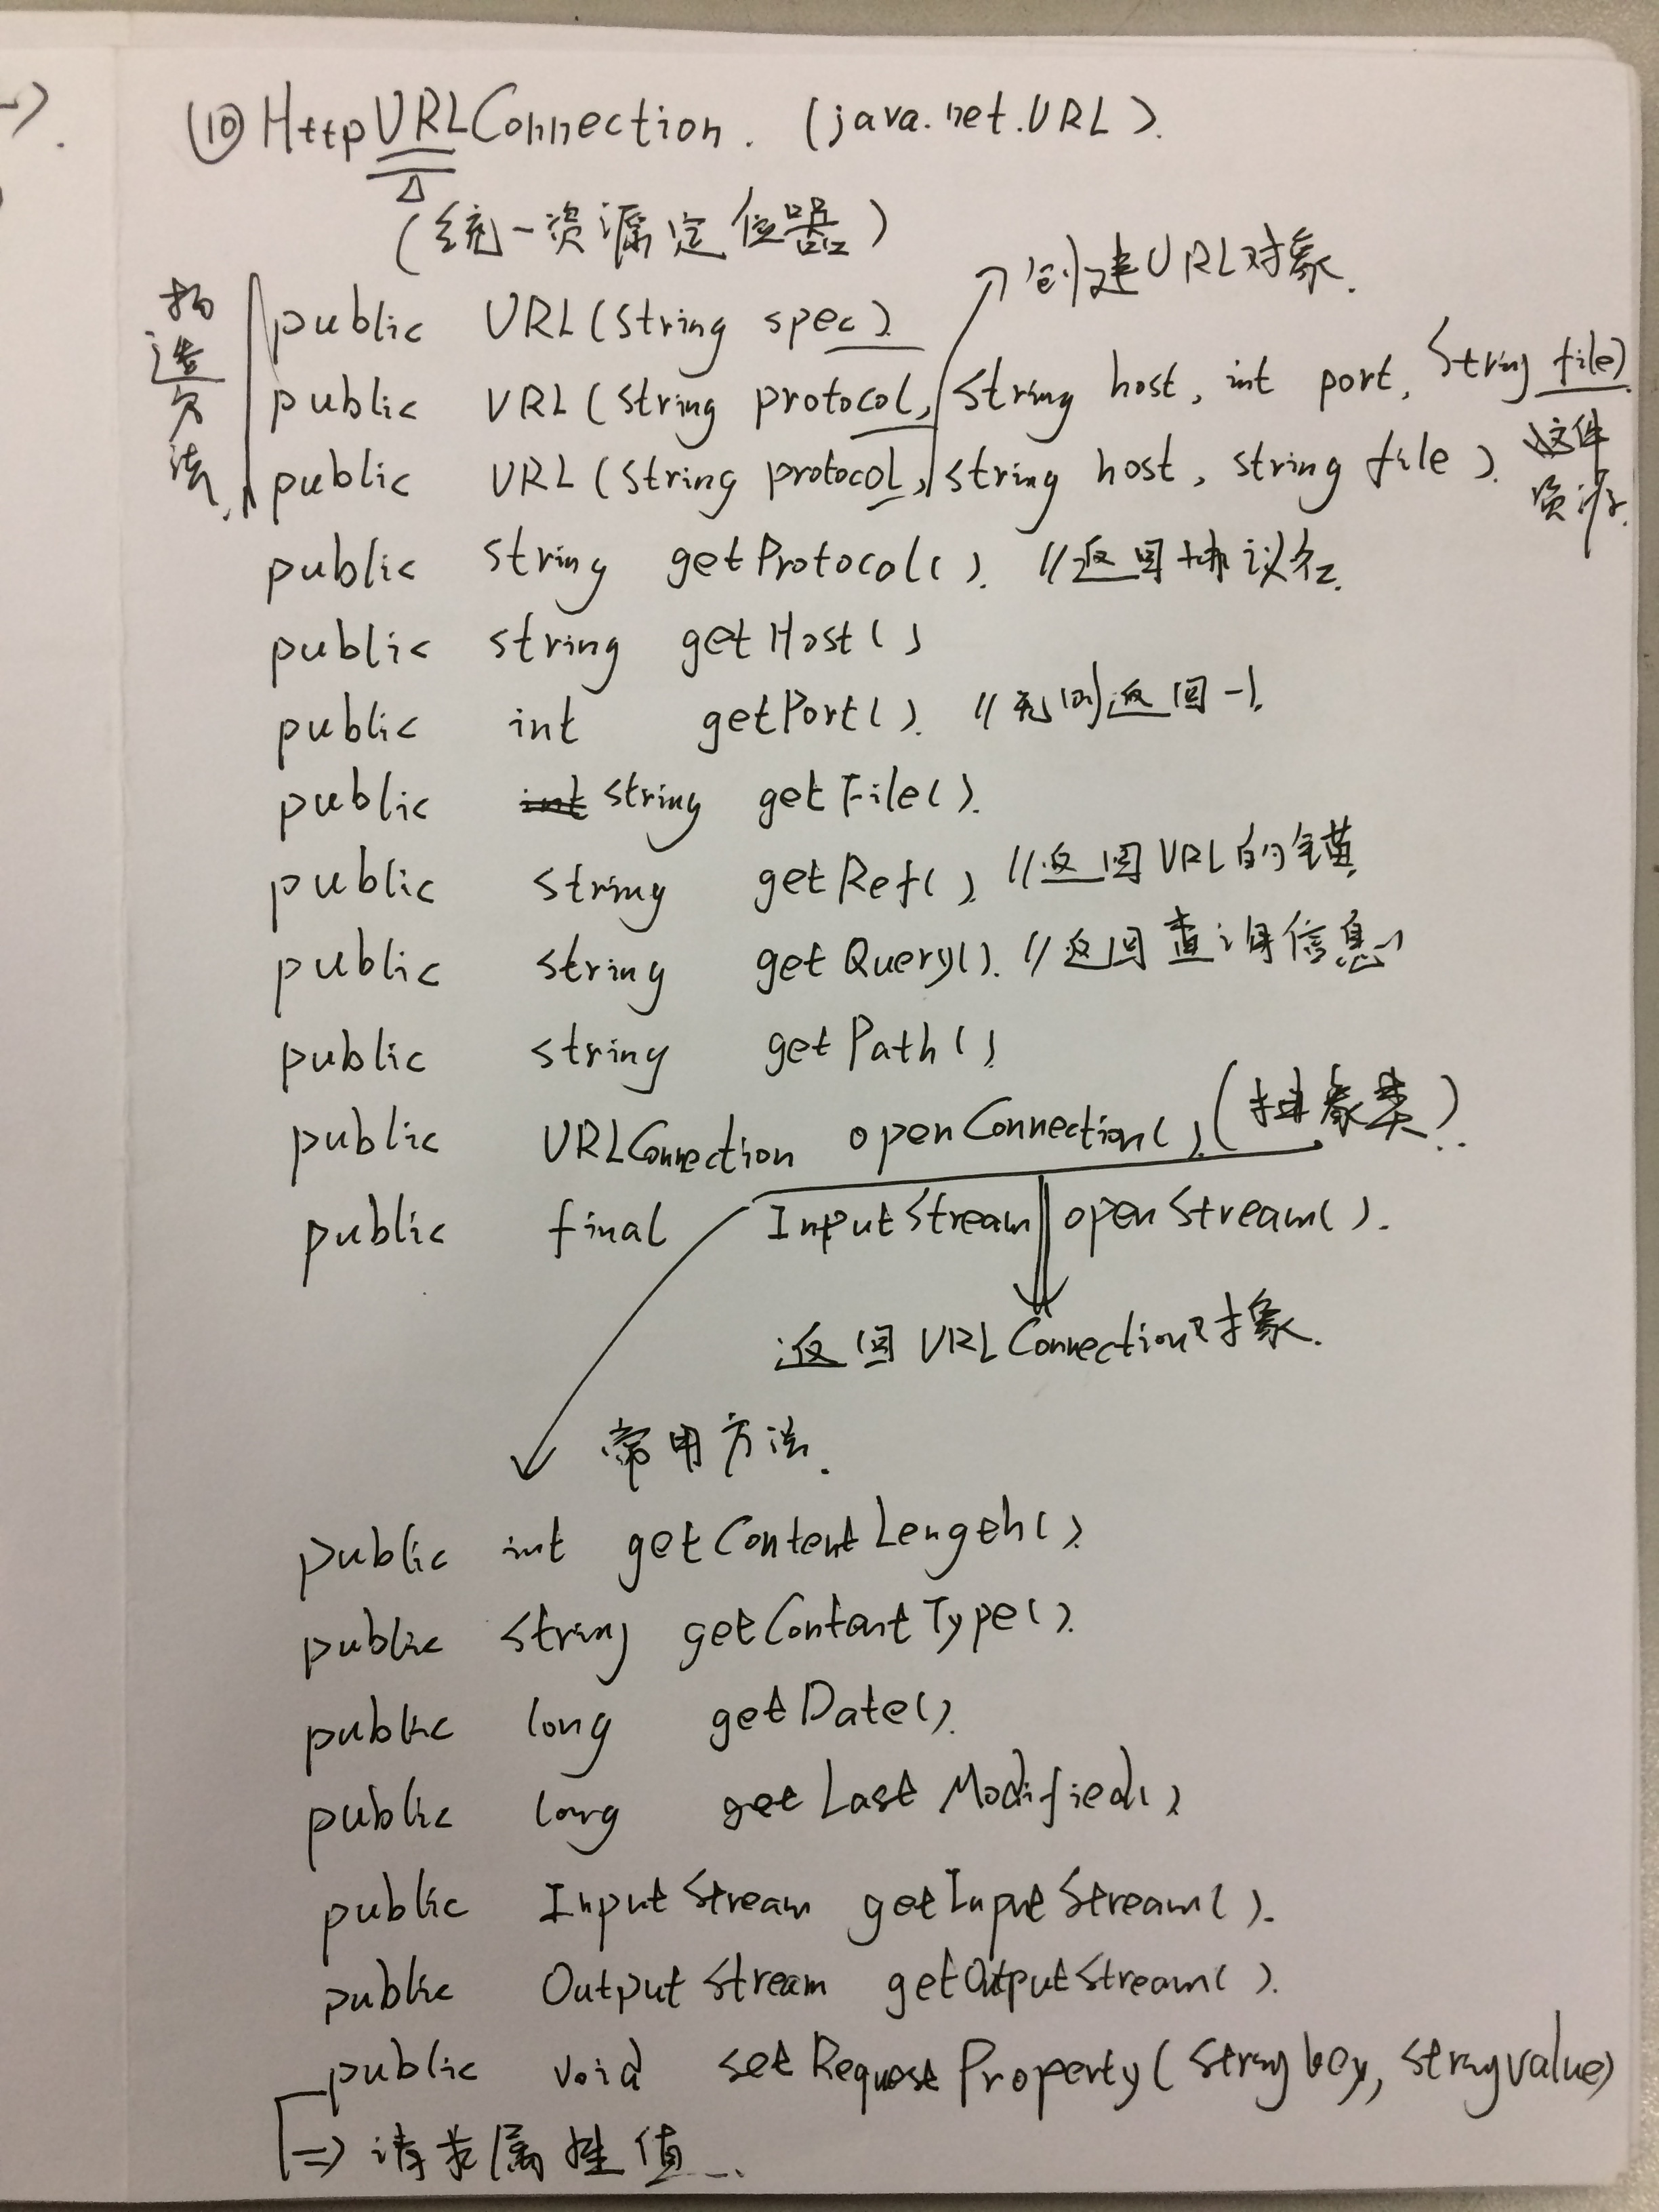 ⑩ HttpURLConnection. (java.net.URL).
(统一资源定位器)
创建URL对象.
构造方法.
public URL(String spec).
public URL(String protocol, String host, int port, String file)
public URL(String protocol, String host, string file).
文件资源.
public string getProtocol(). //返回协议名.
public string getHost()
public int getPort(). //无则返回-1.
public int string getFile().
public string getRef(). //返回URL的锚.
public string getQuery(). //返回查询信息
public string getPath()
public URLConnection openConnection(). (抽象类).
public final InputStream openStream().
返回URLConnection对象.
常用方法.
public int getContentLength().
public String getContentType().
public long getDate().
public long getLastModified()
public InputStream getInputStream().
public OutputStream getOutputStream().
public void setRequestProperty(String key, string value)
=> 请求属性值